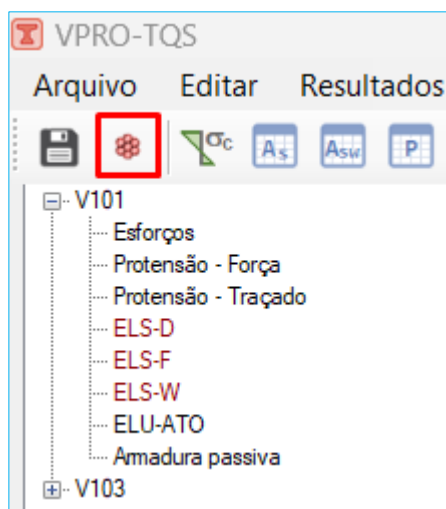 VPRO-TQS
Arquivo Editar Resultados
σc As Asw P
V101
Esforços
Protensão - Força
Protensão - Traçado
ELS-D
ELS-F
ELS-W
ELU-ATO
Armadura passiva
V103